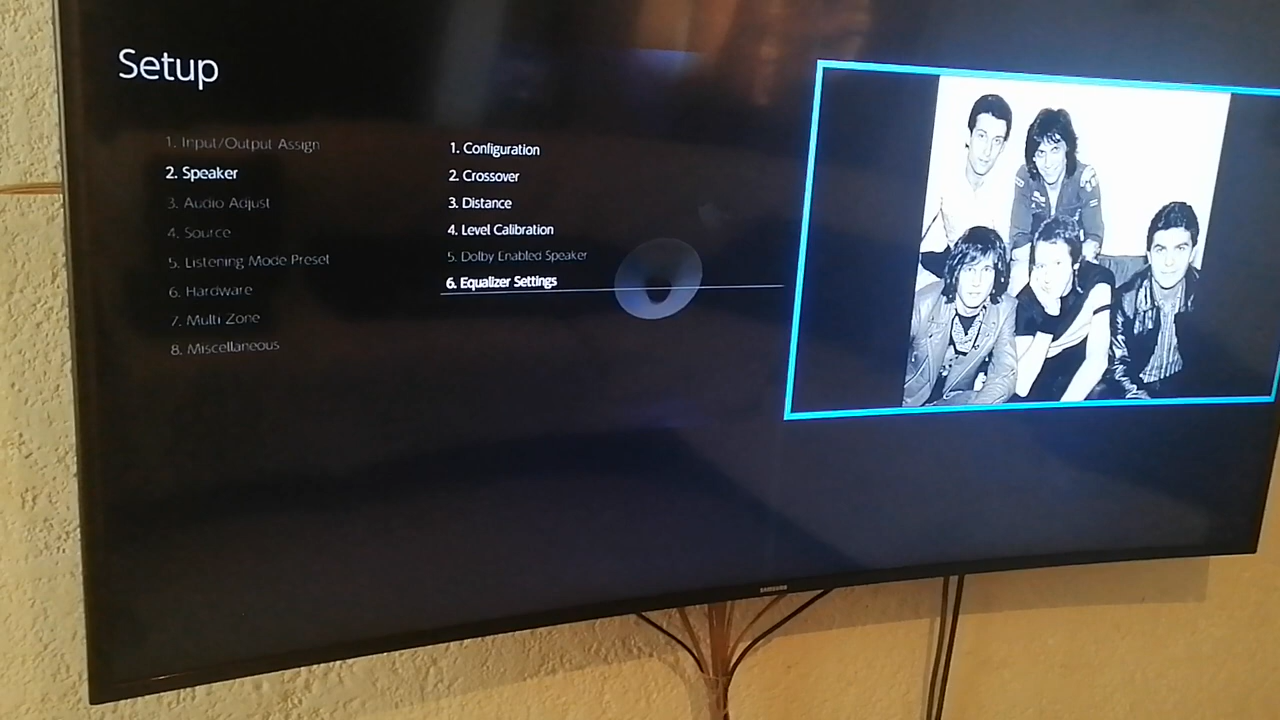 Setup
1. Input/Output Assign
2. Speaker
3. Audio Adjust
4. Source
5. Listening Mode Preset
6. Hardware
7. Multi Zone
8. Miscellaneous
1. Configuration
2. Crossover
3. Distance
4. Level Calibration
5. Dolby Enabled Speaker
6. Equalizer Settings
SAMSUNG